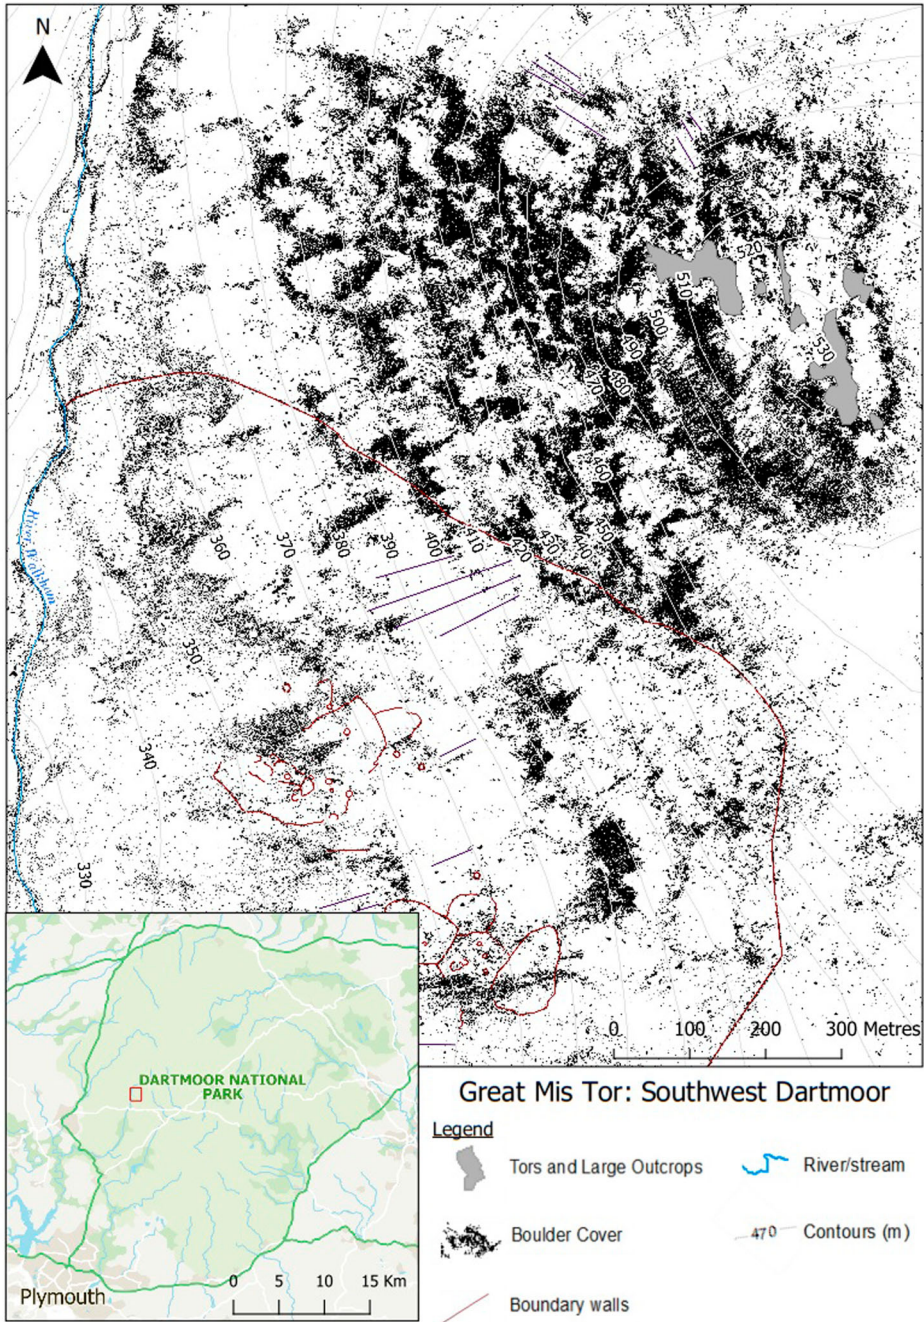 N
520
510
500
490
530
480
470
460
450
440
430
420
410
400
390
380
370
360
River Walkham
350
340
330
0 100 200 300 Metres
DARTMOOR NATIONAL
PARK
0 5 10 15 Km
Plymouth
Great Mis Tor: Southwest Dartmoor
Legend
Tors and Large Outcrops
River/stream
Boulder Cover
470 Contours (m)
Boundary walls